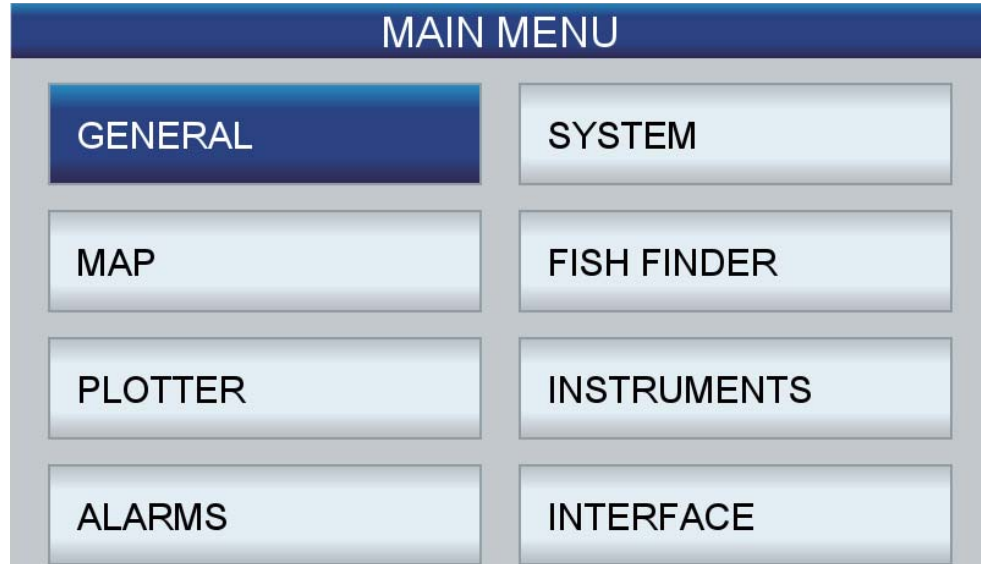 MAIN MENU
GENERAL
SYSTEM
MAP
FISH FINDER
PLOTTER
INSTRUMENTS
ALARMS
INTERFACE